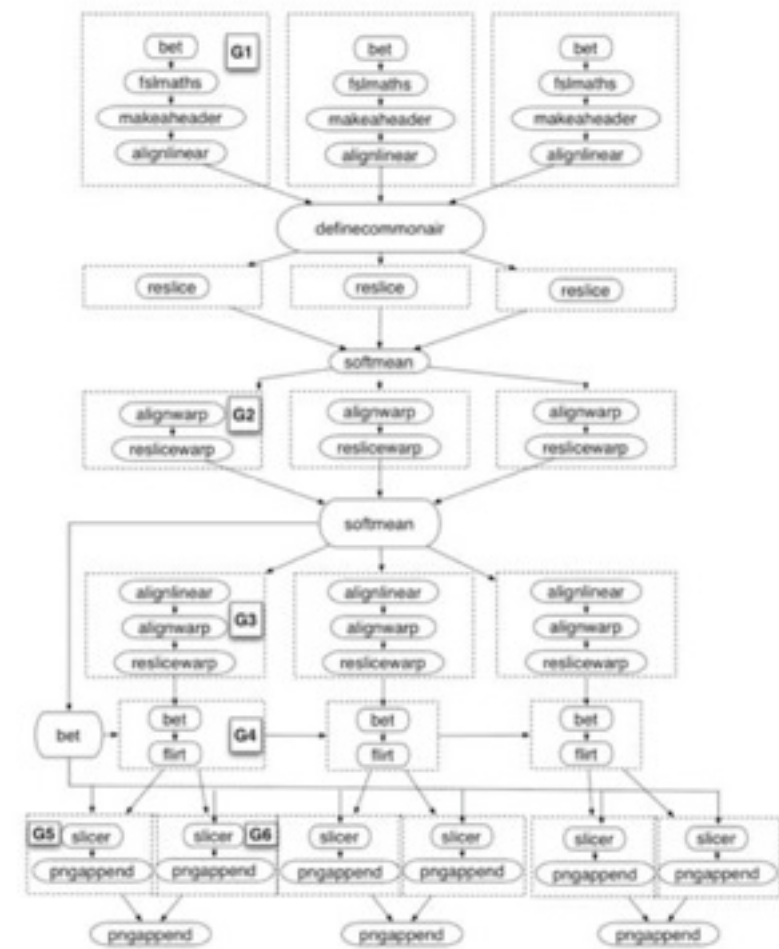 bet G1 bet bet
fslmaths fslmaths fslmaths
makeaheader makeaheader makeaheader
alignlinear alignlinear alignlinear
definecommonair
reslice reslice reslice
softmean
alignwarp G2 alignwarp alignwarp
reslicewarp reslicewarp reslicewarp
softmean
alignlinear alignlinear alignlinear
alignwarp G3 alignwarp alignwarp
reslicewarp reslicewarp reslicewarp
bet bet G4 bet bet
flirt flirt flirt
G5 slicer slicer G6 slicer slicer slicer slicer
pngappend pngappend pngappend pngappend pngappend pngappend
pngappend pngappend pngappend